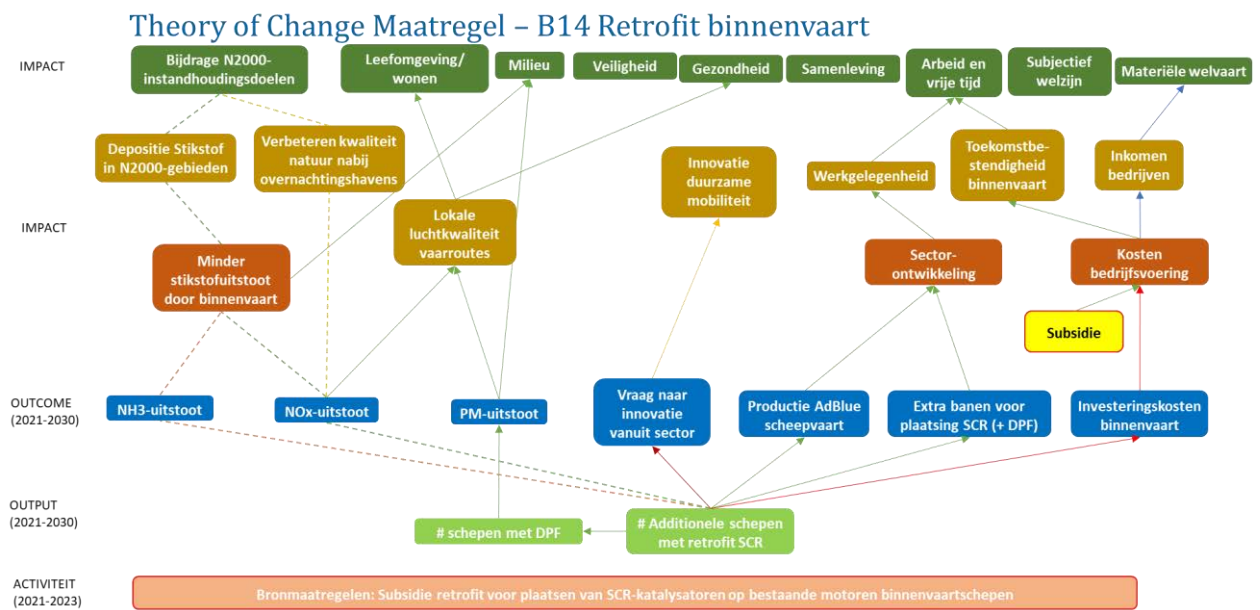 Theory of Change Maatregel – B14 Retrofit binnenvaart
IMPACT
Bijdrage N2000-
instandhoudingsdoelen
Leefomgeving/
wonen
Milieu
Veiligheid
Gezondheid
Samenleving
Arbeid en
vrije tijd
Subjectief
welzijn
Materiële welvaart
Depositie Stikstof
in N2000-gebieden
Verbeteren kwaliteit
natuur nabij
overnachtingshavens
Innovatie
duurzame
mobiliteit
Werkgelegenheid
Toekomstbe-
stendigheid
binnenvaart
Inkomen
bedrijven
IMPACT
Lokale
luchtkwaliteit
vaarroutes
Minder
stikstofuitstoot
door binnenvaart
Sector-
ontwikkeling
Kosten
bedrijfsvoering
Subsidie
OUTCOME
(2021-2030)
NH3-uitstoot
NOx-uitstoot
PM-uitstoot
Vraag naar
innovatie
vanuit sector
Productie AdBlue
scheepvaart
Extra banen voor
plaatsing SCR (+ DPF)
Investeringskosten
binnenvaart
OUTPUT
(2021-2030)
# schepen met DPF
# Additionele schepen
met retrofit SCR
ACTIVITEIT
(2021-2023)
Bronmaatregelen: Subsidie retrofit voor plaatsen van SCR-katalysatoren op bestaande motoren binnenvaartschepen